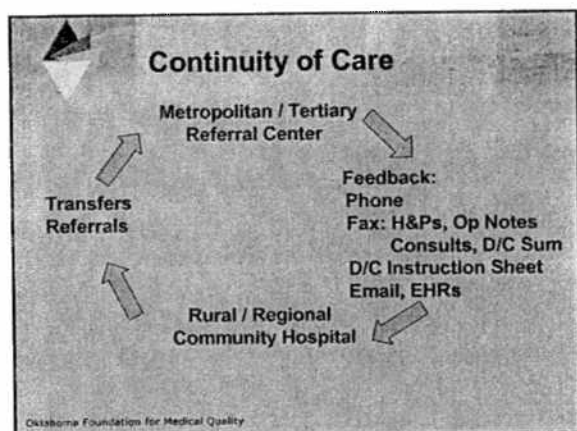 Continuity of Care
Metropolitan / Tertiary
Referral Center
Feedback:
Phone
Fax: H&Ps, Op Notes
Consults, D/C Sum
D/C Instruction Sheet
Email, EHRs
Rural / Regional
Community Hospital
Transfers
Referrals
Oklahoma Foundation for Medical Quality